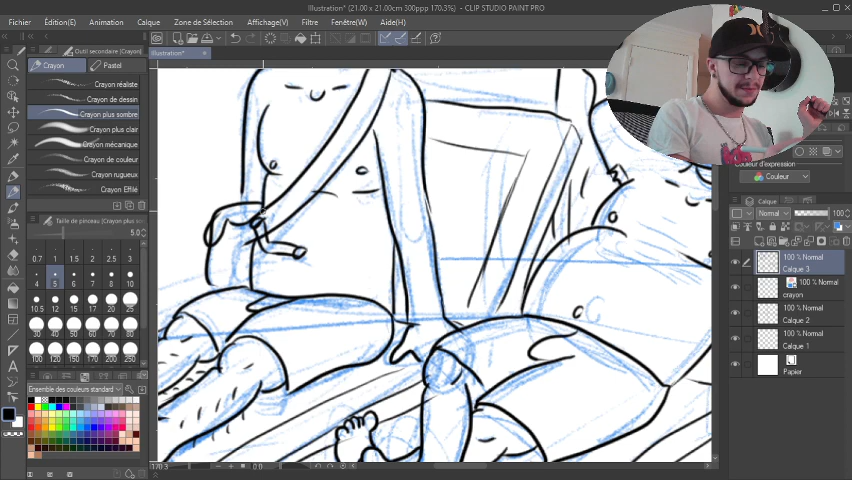 Illustration* (21.00 x 21.00cm 300ppp 170.3%) - CLIP STUDIO PAINT PRO
Fichier Édition(E) Animation Calque Zone de Sélection Affichage(V) Filtre Fenêtre(W) Aide(H)
Outil secondaire (Crayon)
Illustration*
Crayon Pastel
Crayon réaliste
Crayon de dessin
Crayon plus sombre
Crayon plus clair
Crayon mécanique
Crayon de couleur
Crayon rugueux
Crayon Effilé
Taille de pinceau (Crayon plus
5.0
0.7 1 1.5 2 2.5 3
4 5 6 7 8 10
10.5 12 17 20 25
30 40 50 60 70 80
100 120 150 170 200 250
Ensemble des couleurs standard
170.3 0.0
d'expression
Couleur
Calque
Normal 100
100 % Normal
Calque 3
100 % Normal
crayon
100 % Normal
Calque 2
100 % Normal
Calque 1
Papier